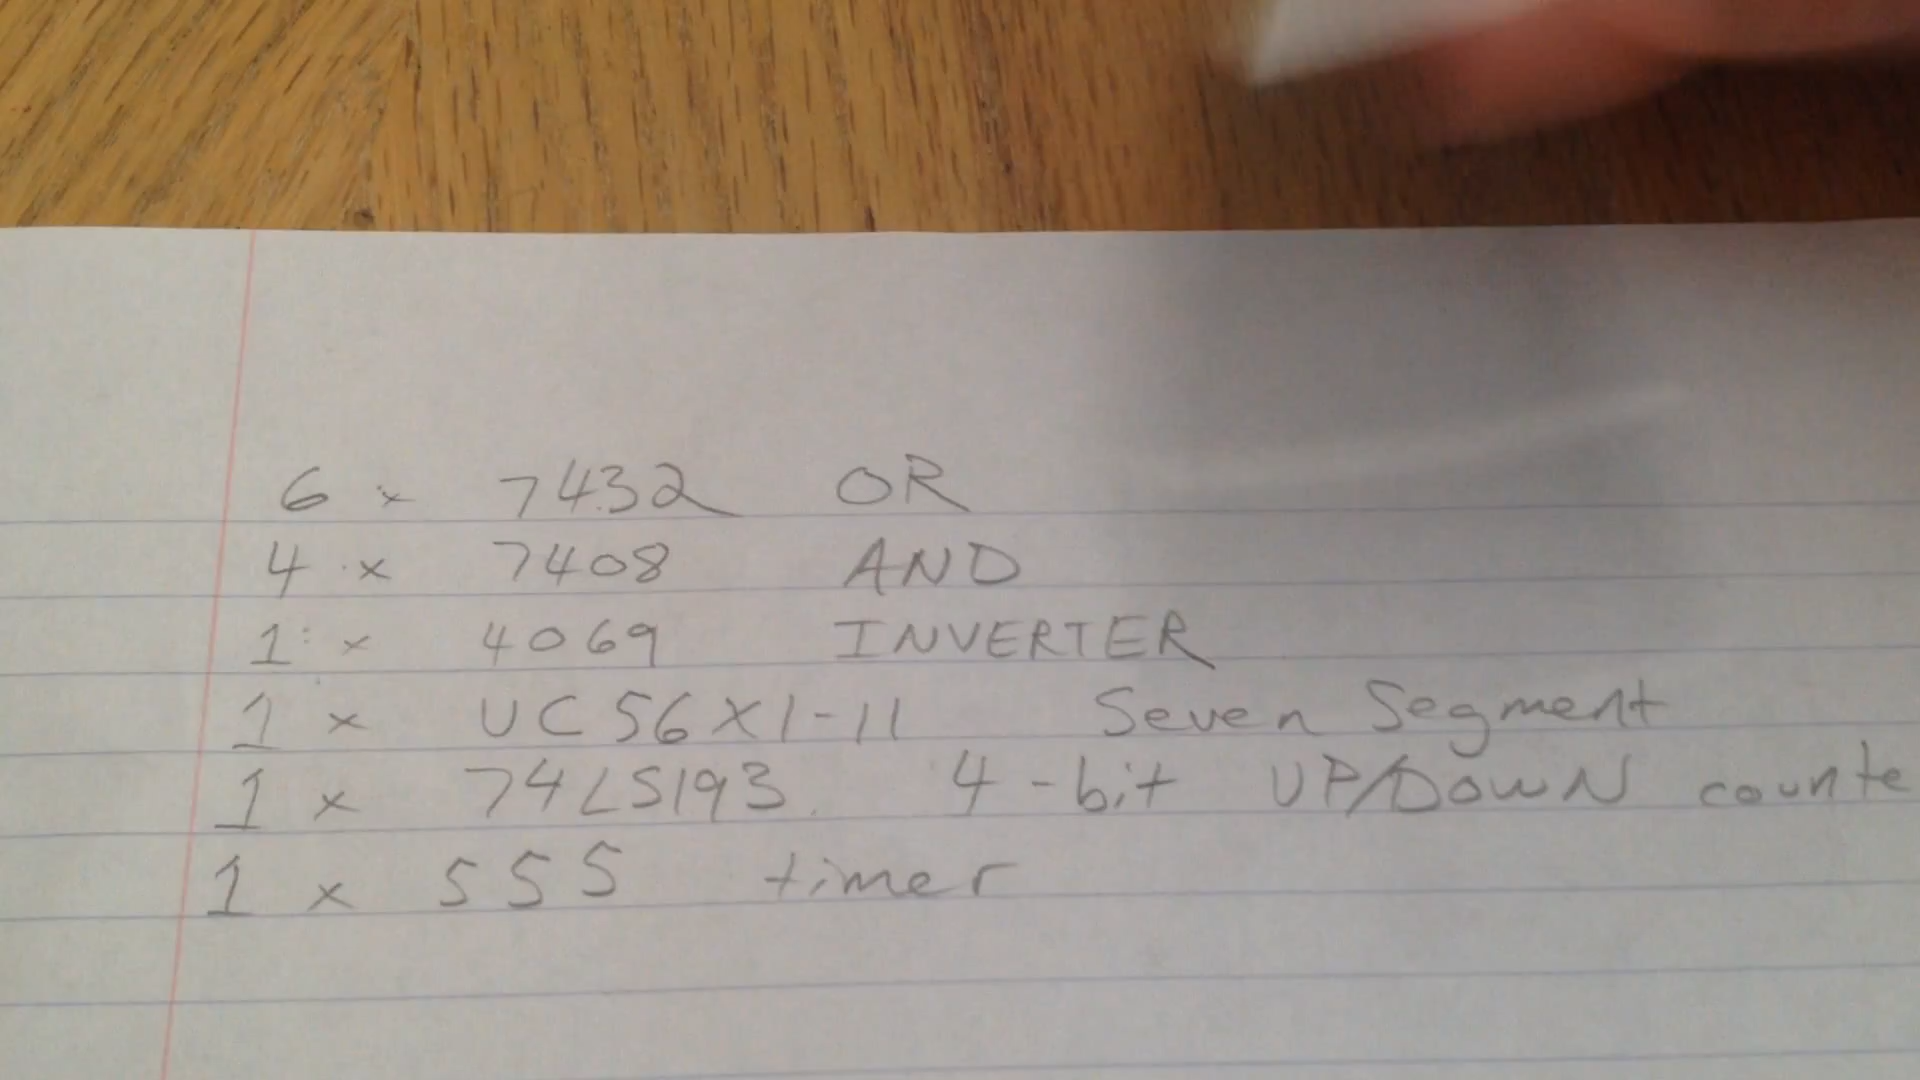 6 x 7432 OR
4 x 7408 AND
1 x 4069 INVERTER
1 x UC56X1-11 Seven Segment
1 x 74LS193 4-bit UP/DOWN counte
1 x 555 timer